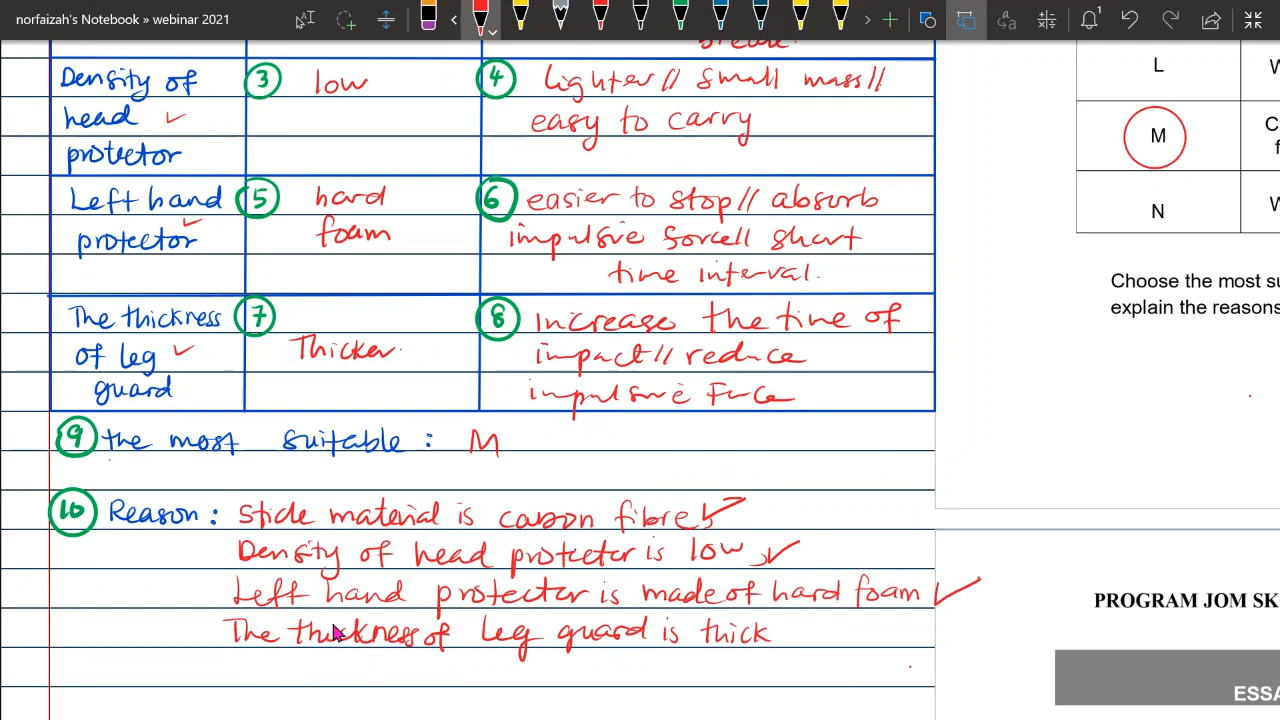 norfaizah's Notebook » webinar 2021
break.
Density of
head
protector
3
low
4
lighter// small mass//
easy to carry
Left hand
protector
5
hard
foam
6
easier to stop// absorb
impulsive force// short
time interval.
The thickness
of leg
guard
7
Thicker.
8
Increase the time of
impact// reduce
impulsive Force
9 the most suitable : M
10 Reason : Stick material is carbon fibre
Density of head protector is low
Left hand protector is made of hard foam
The thickness of leg guard is thick
L
W
M
C
f
N
W
Choose the most su
explain the reasons
PROGRAM JOM SK
ESSA